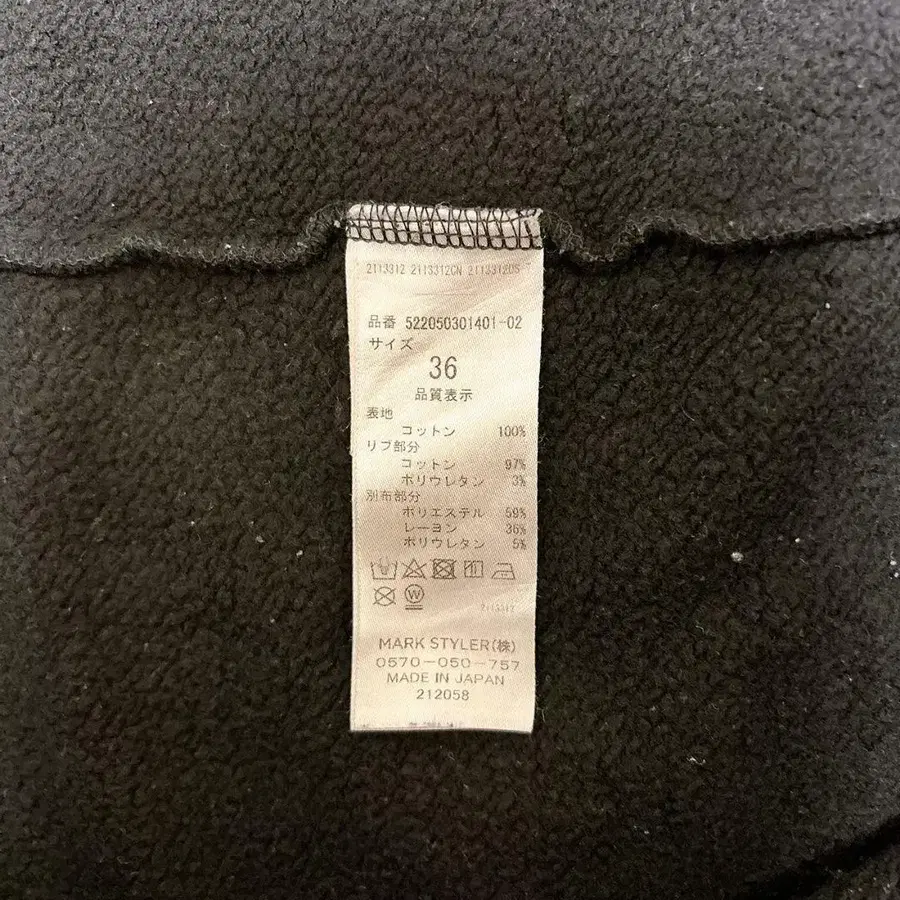 2113312 2113312CN 2113312DS
品番 522050301401-02
サイズ
36
品質表示
表地
コットン 100%
リブ部分
コットン 97%
ポリウレタン 3%
別布部分
ポリエステル 59%
レーヨン 36%
ポリウレタン 5%
W
2113312
MARK STYLER(株)
0570-050-757
MADE IN JAPAN
212058